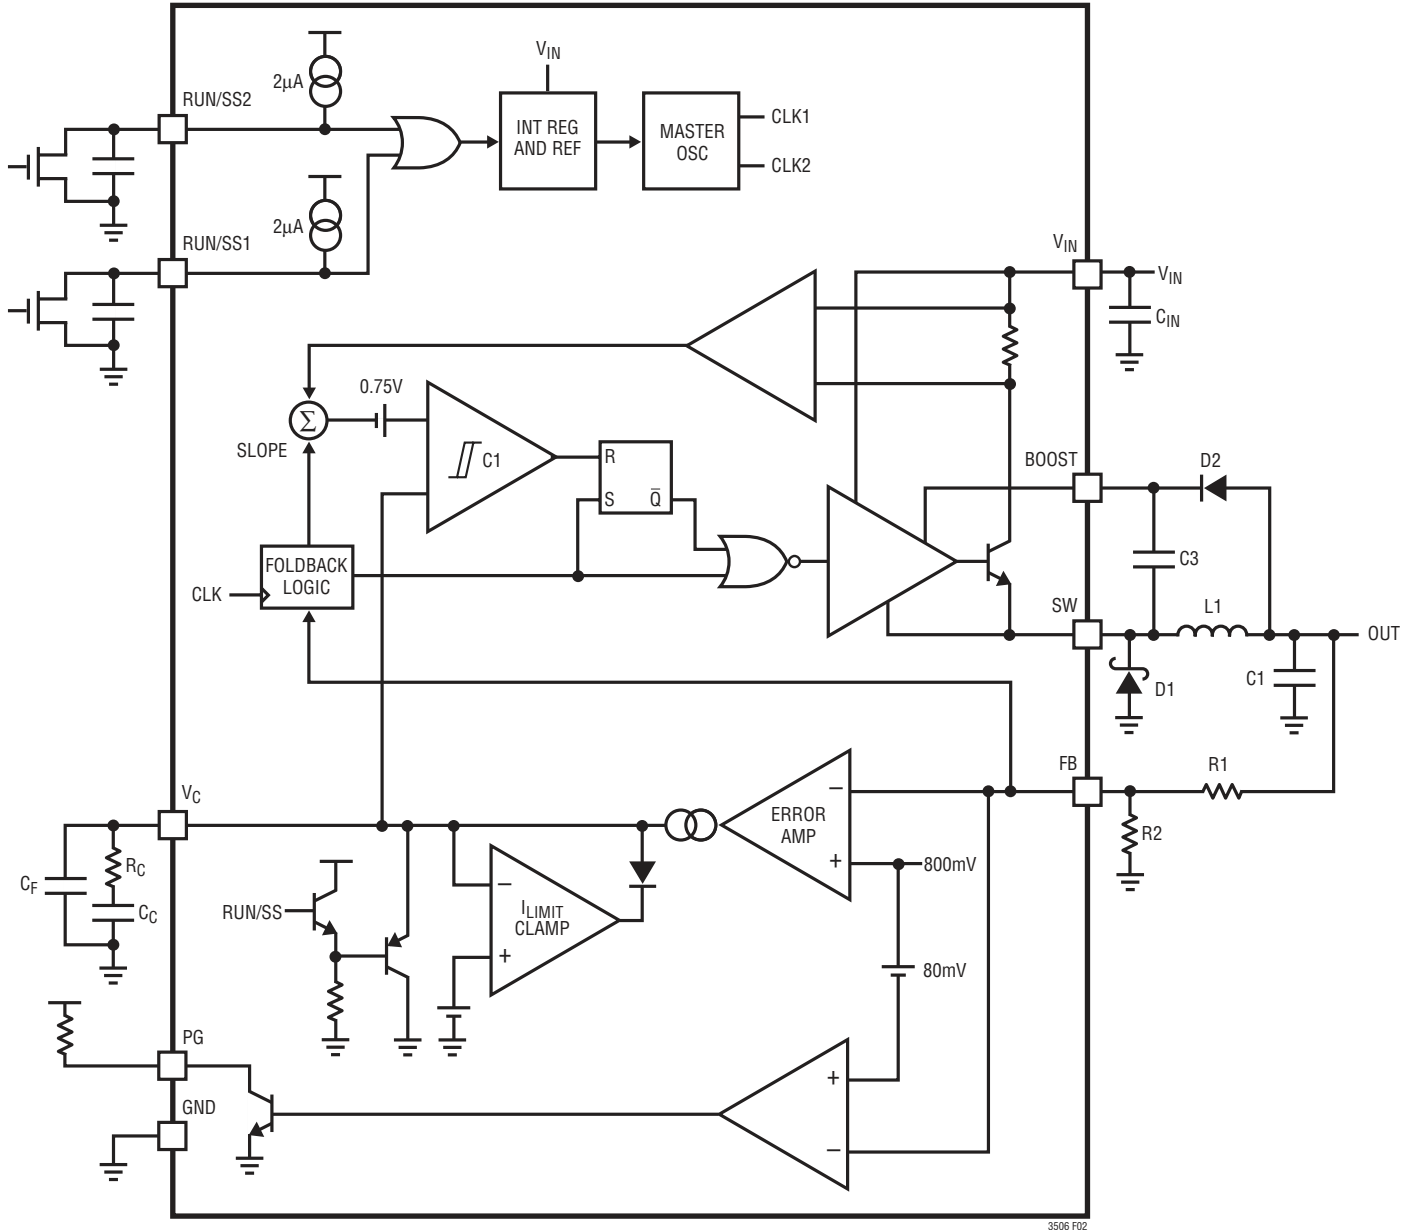 V_IN
2µA
RUN/SS2
INT REG
AND REF
MASTER
OSC
CLK1
CLK2
2µA
RUN/SS1
V_IN
V_IN
C_IN
0.75V
Σ
SLOPE
C1
R
S
Q̅
BOOST
D2
C3
FOLDBACK
LOGIC
CLK
SW
L1
OUT
D1
C1
FB
R1
R2
V_C
−
ERROR
AMP
+
800mV
C_F
R_C
C_C
RUN/SS
−
I_LIMIT
CLAMP
+
80mV
PG
+
GND
−
3506 F02